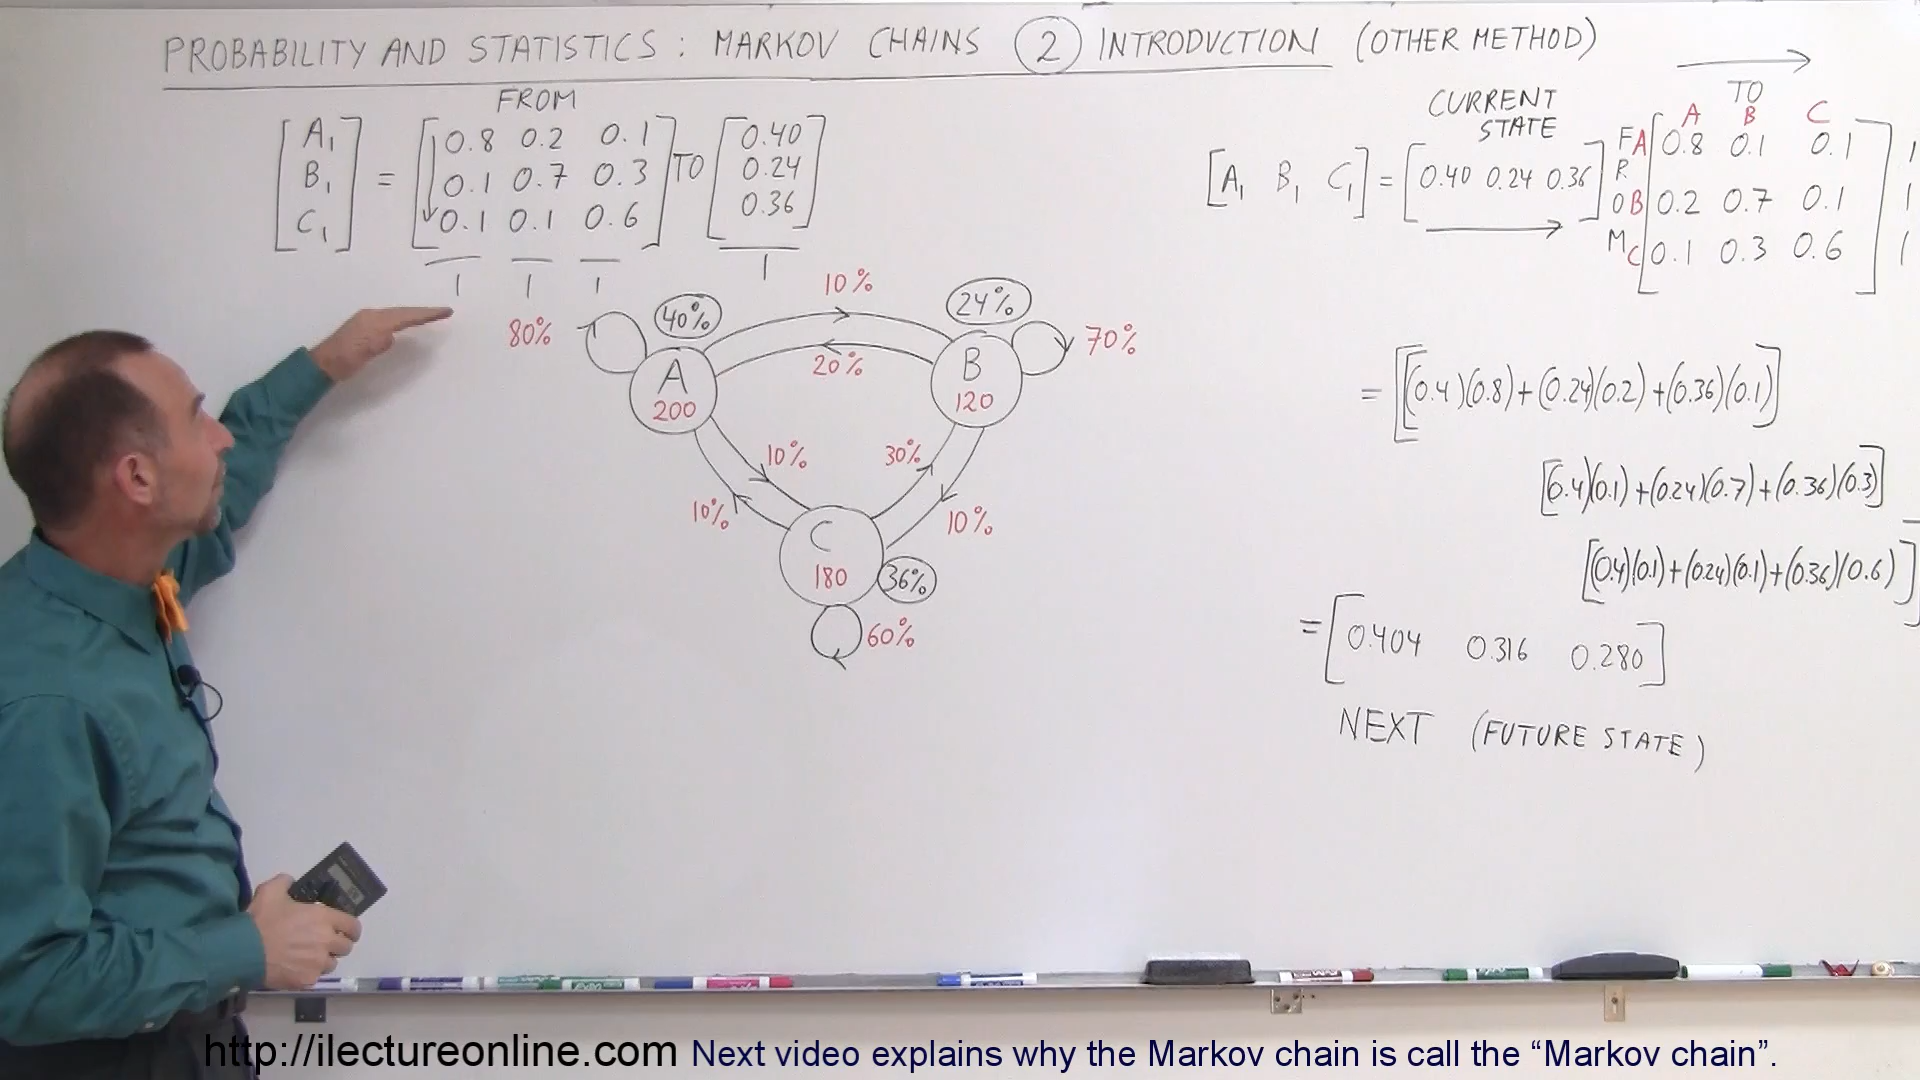 PROBABILITY AND STATISTICS : MARKOV CHAINS 2 INTRODUCTION (OTHER METHOD)
FROM
A₁ 0.8 0.2 0.1 0.40
B₁ = 0.1 0.7 0.3 TO 0.24
C₁ 0.1 0.1 0.6 0.36
1 1 1 1
CURRENT STATE
TO
A B C
[A₁ B₁ C₁] = [0.40 0.24 0.36]
FROM
A 0.8 0.1 0.1 1
B 0.2 0.7 0.1 1
C 0.1 0.3 0.6 1
10%
80% 40% 24% 70%
20%
A B
200 120
10% 30%
10% 10%
C
180 36%
60%
= [[(0.4)(0.8)+(0.24)(0.2)+(0.36)(0.1)]
[(0.4)(0.1)+(0.24)(0.7)+(0.36)(0.3)]
[(0.4)(0.1)+(0.24)(0.1)+(0.36)(0.6)]]
= [0.404 0.316 0.280]
NEXT (FUTURE STATE)
http://ilectureonline.com Next video explains why the Markov chain is call the “Markov chain”.